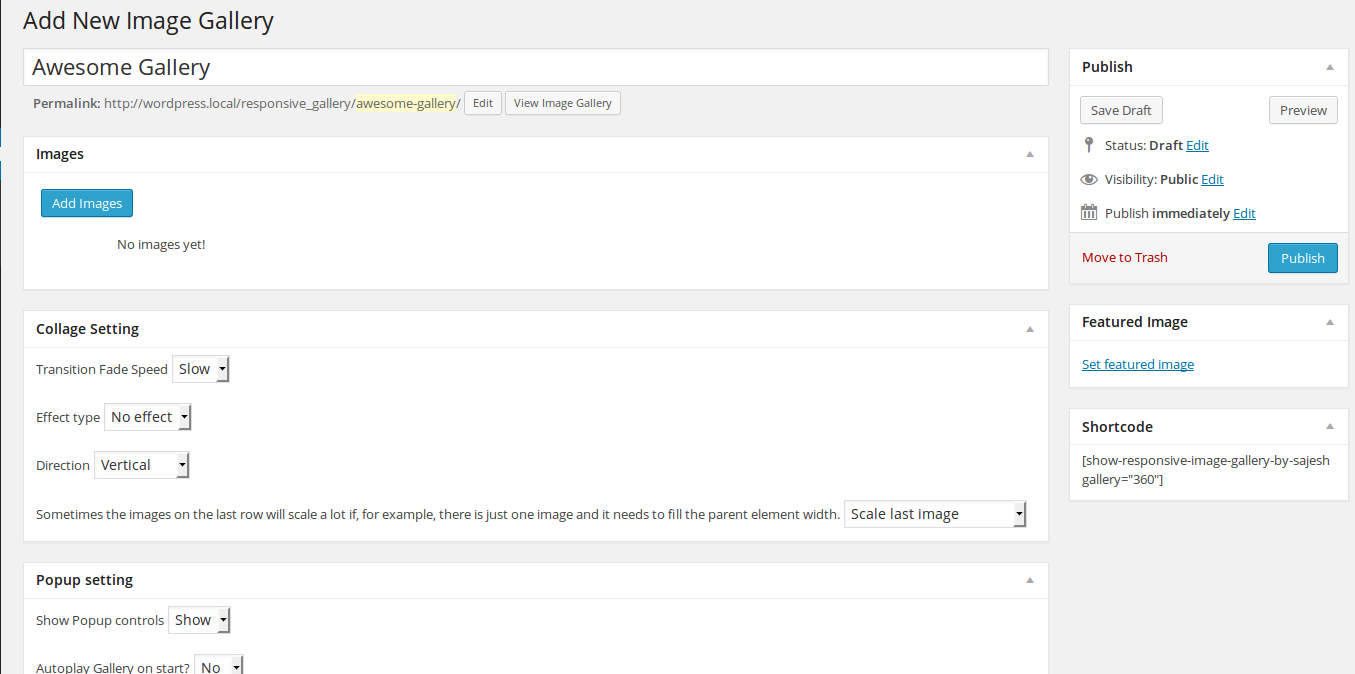 Add New Image Gallery
Awesome Gallery
Permalink: http://wordpress.local/responsive_gallery/awesome-gallery/ Edit View Image Gallery
Images
Add Images
No images yet!
Collage Setting
Transition Fade Speed Slow
Effect type No effect
Direction Vertical
Sometimes the images on the last row will scale a lot if, for example, there is just one image and it needs to fill the parent element width. Scale last image
Popup setting
Show Popup controls Show
Autoplay Gallery on start? No
Publish
Save Draft Preview
Status: Draft Edit
Visibility: Public Edit
Publish immediately Edit
Move to Trash Publish
Featured Image
Set featured image
Shortcode
[show-responsive-image-gallery-by-sajesh
gallery="360"]